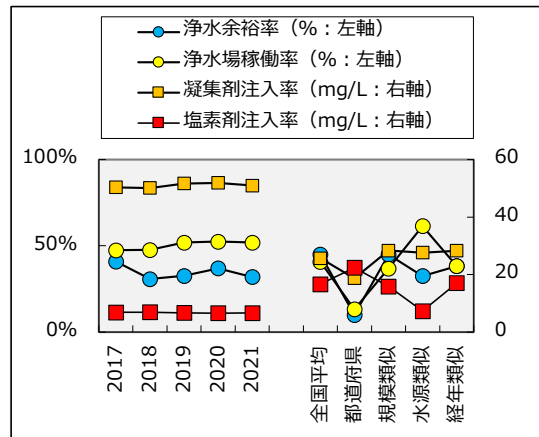 浄水余裕率（%：左軸）
浄水場稼働率（%：左軸）
凝集剤注入率（mg/L：右軸）
塩素剤注入率（mg/L：右軸）
100%
50%
0%
60
40
20
0
2017
2018
2019
2020
2021
全国平均
都道府県
規模類似
水源類似
経年類似